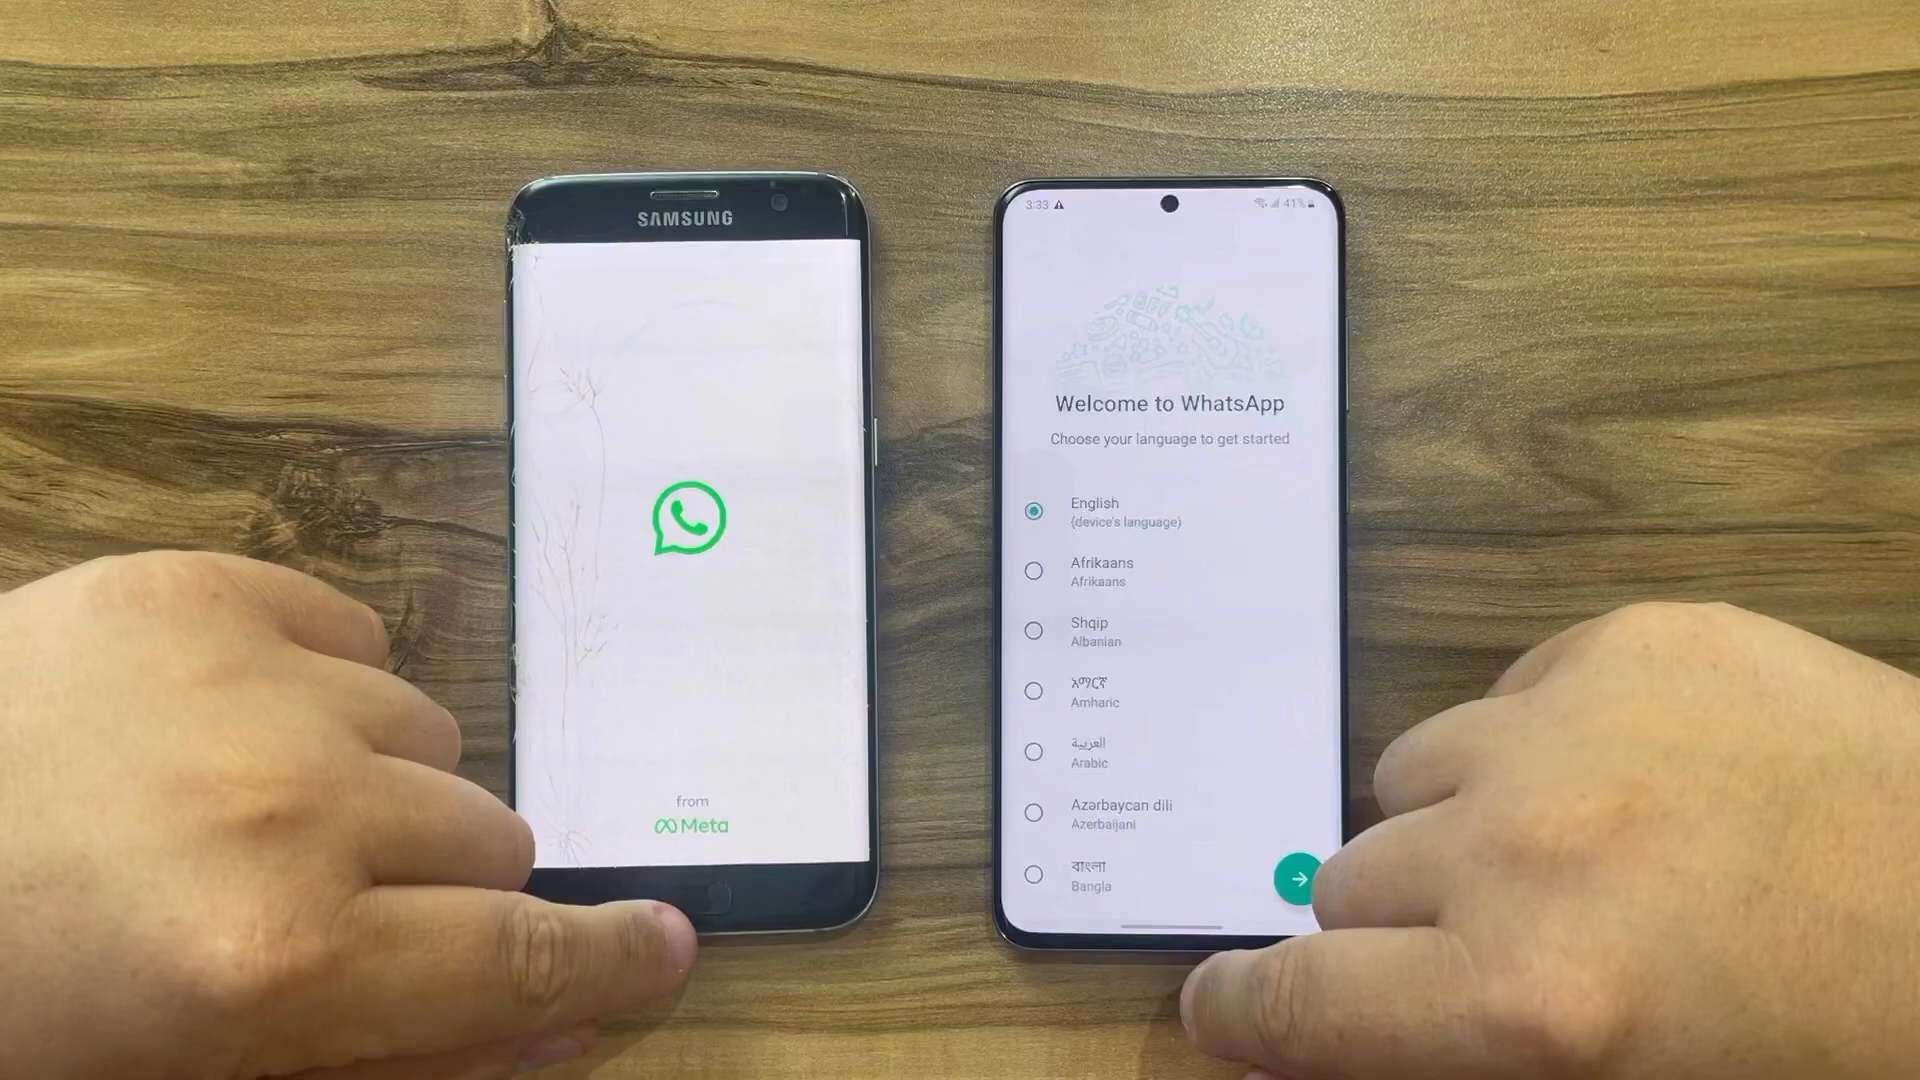 SAMSUNG
from
Meta
3:33
41%
Welcome to WhatsApp
Choose your language to get started
English
(device's language)
Afrikaans
Afrikaans
Shqip
Albanian
አማርኛ
Amharic
العربية
Arabic
Azərbaycan dili
Azerbaijani
বাংলা
Bangla